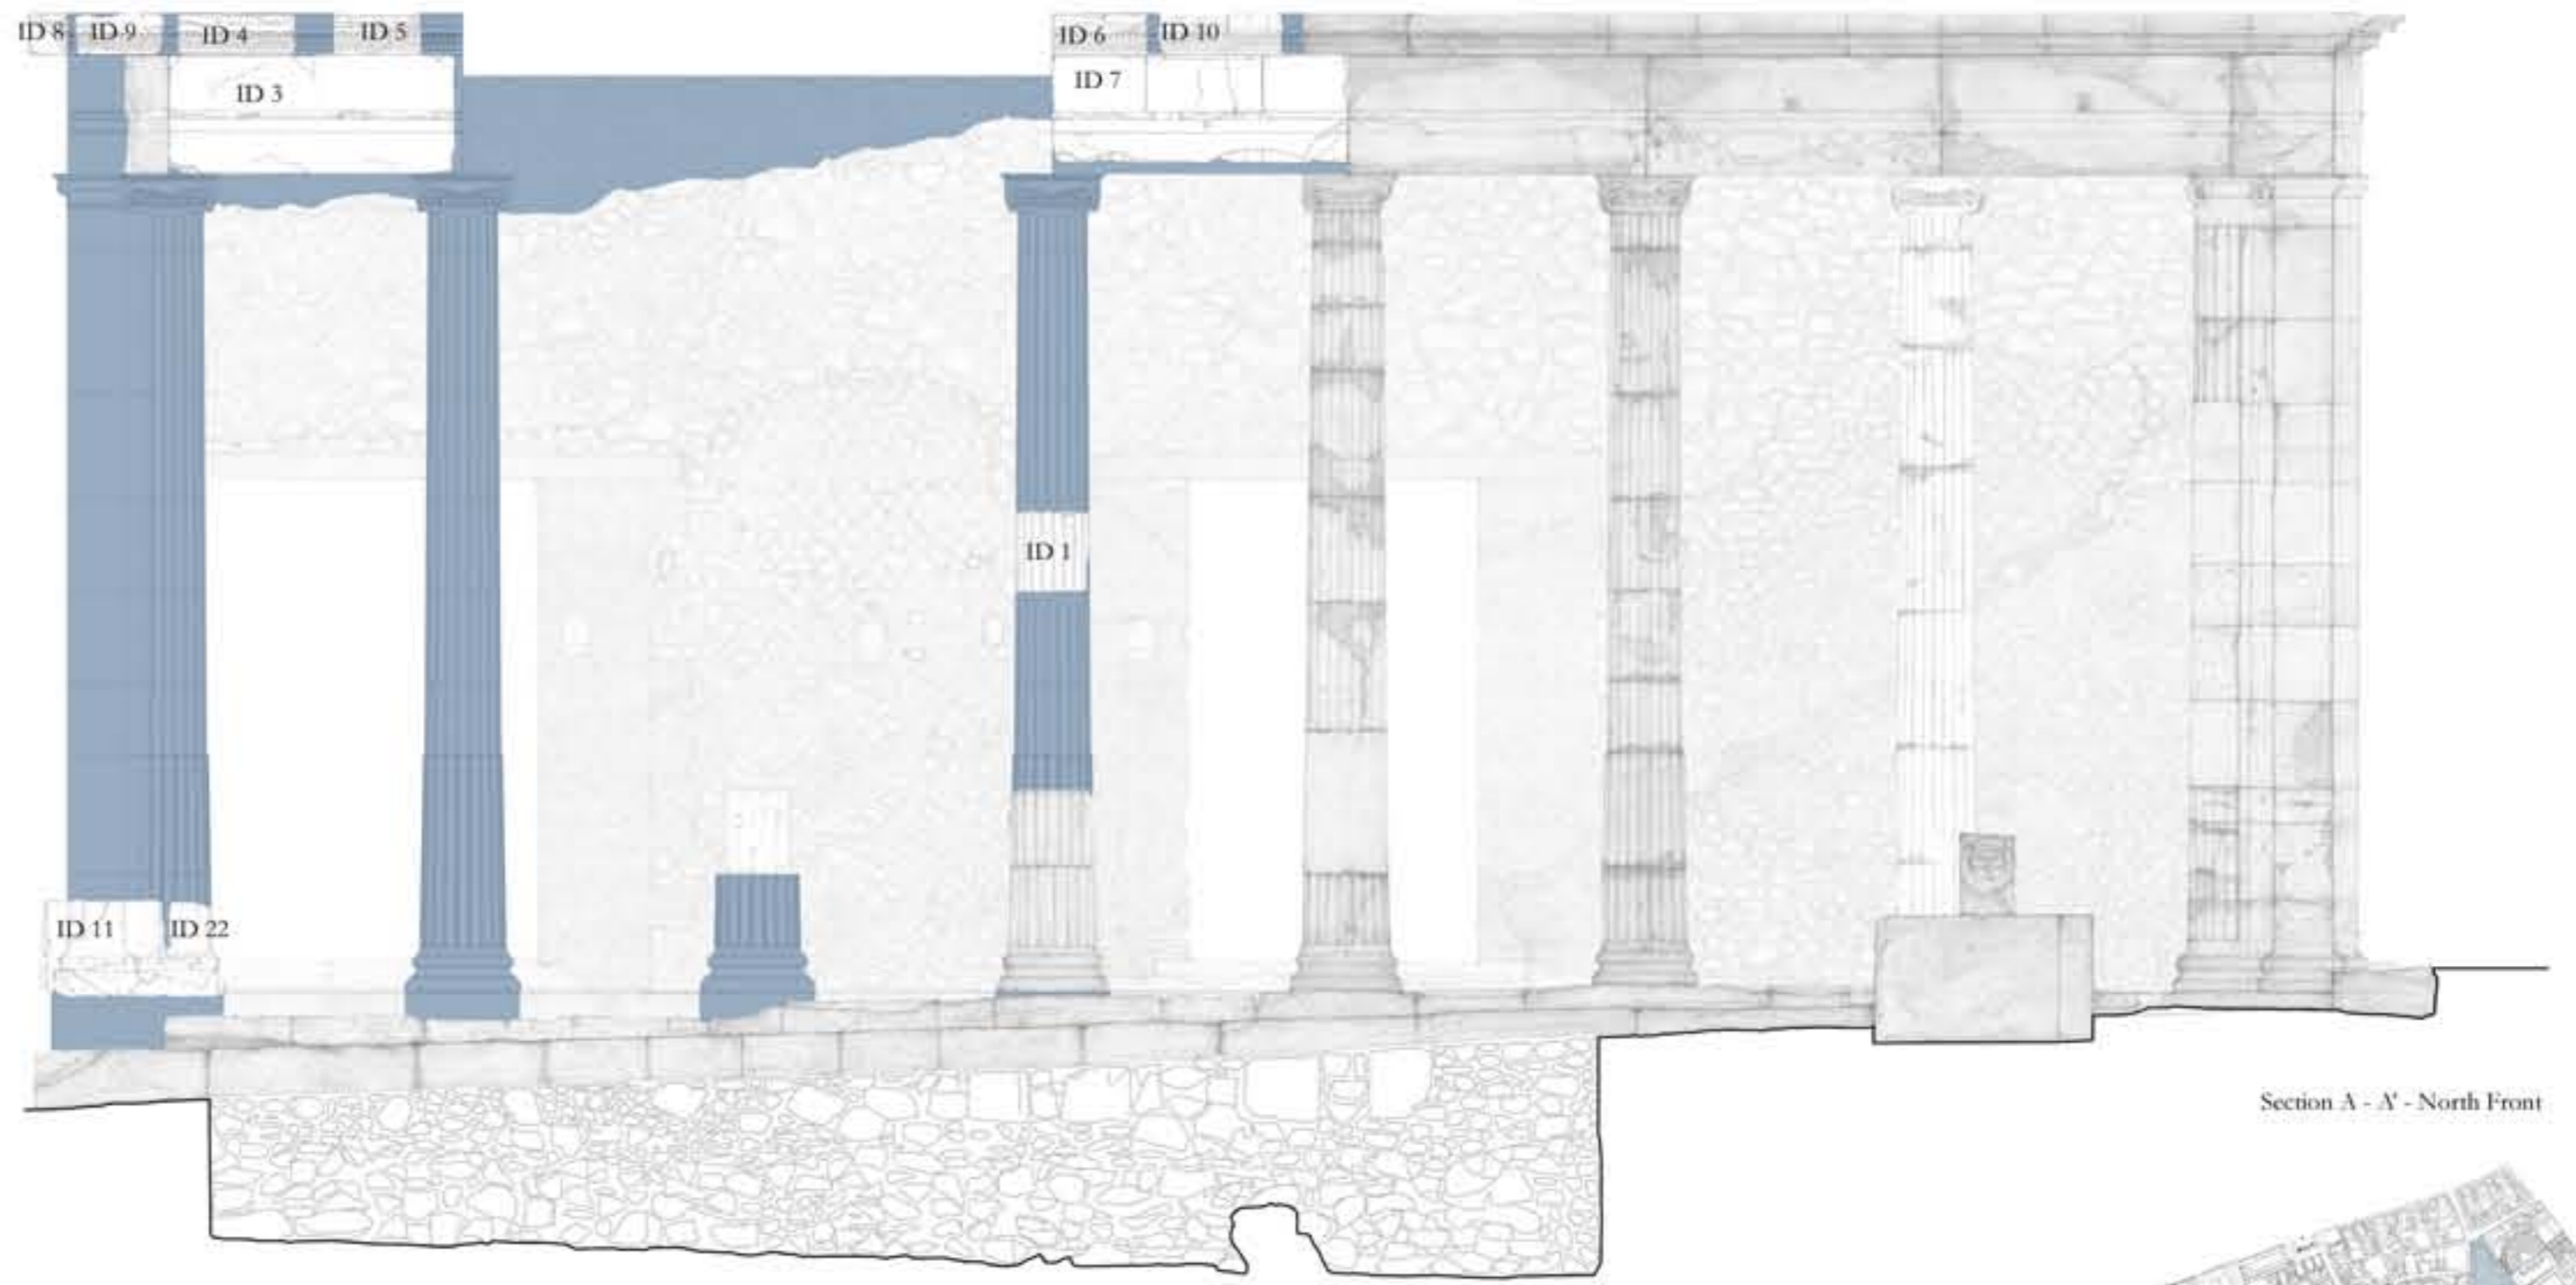 ID 8
ID 9
ID 4
ID 5
ID 6
ID 10
ID 3
ID 7
ID 1
ID 11
ID 22
Section A - A' - North Front